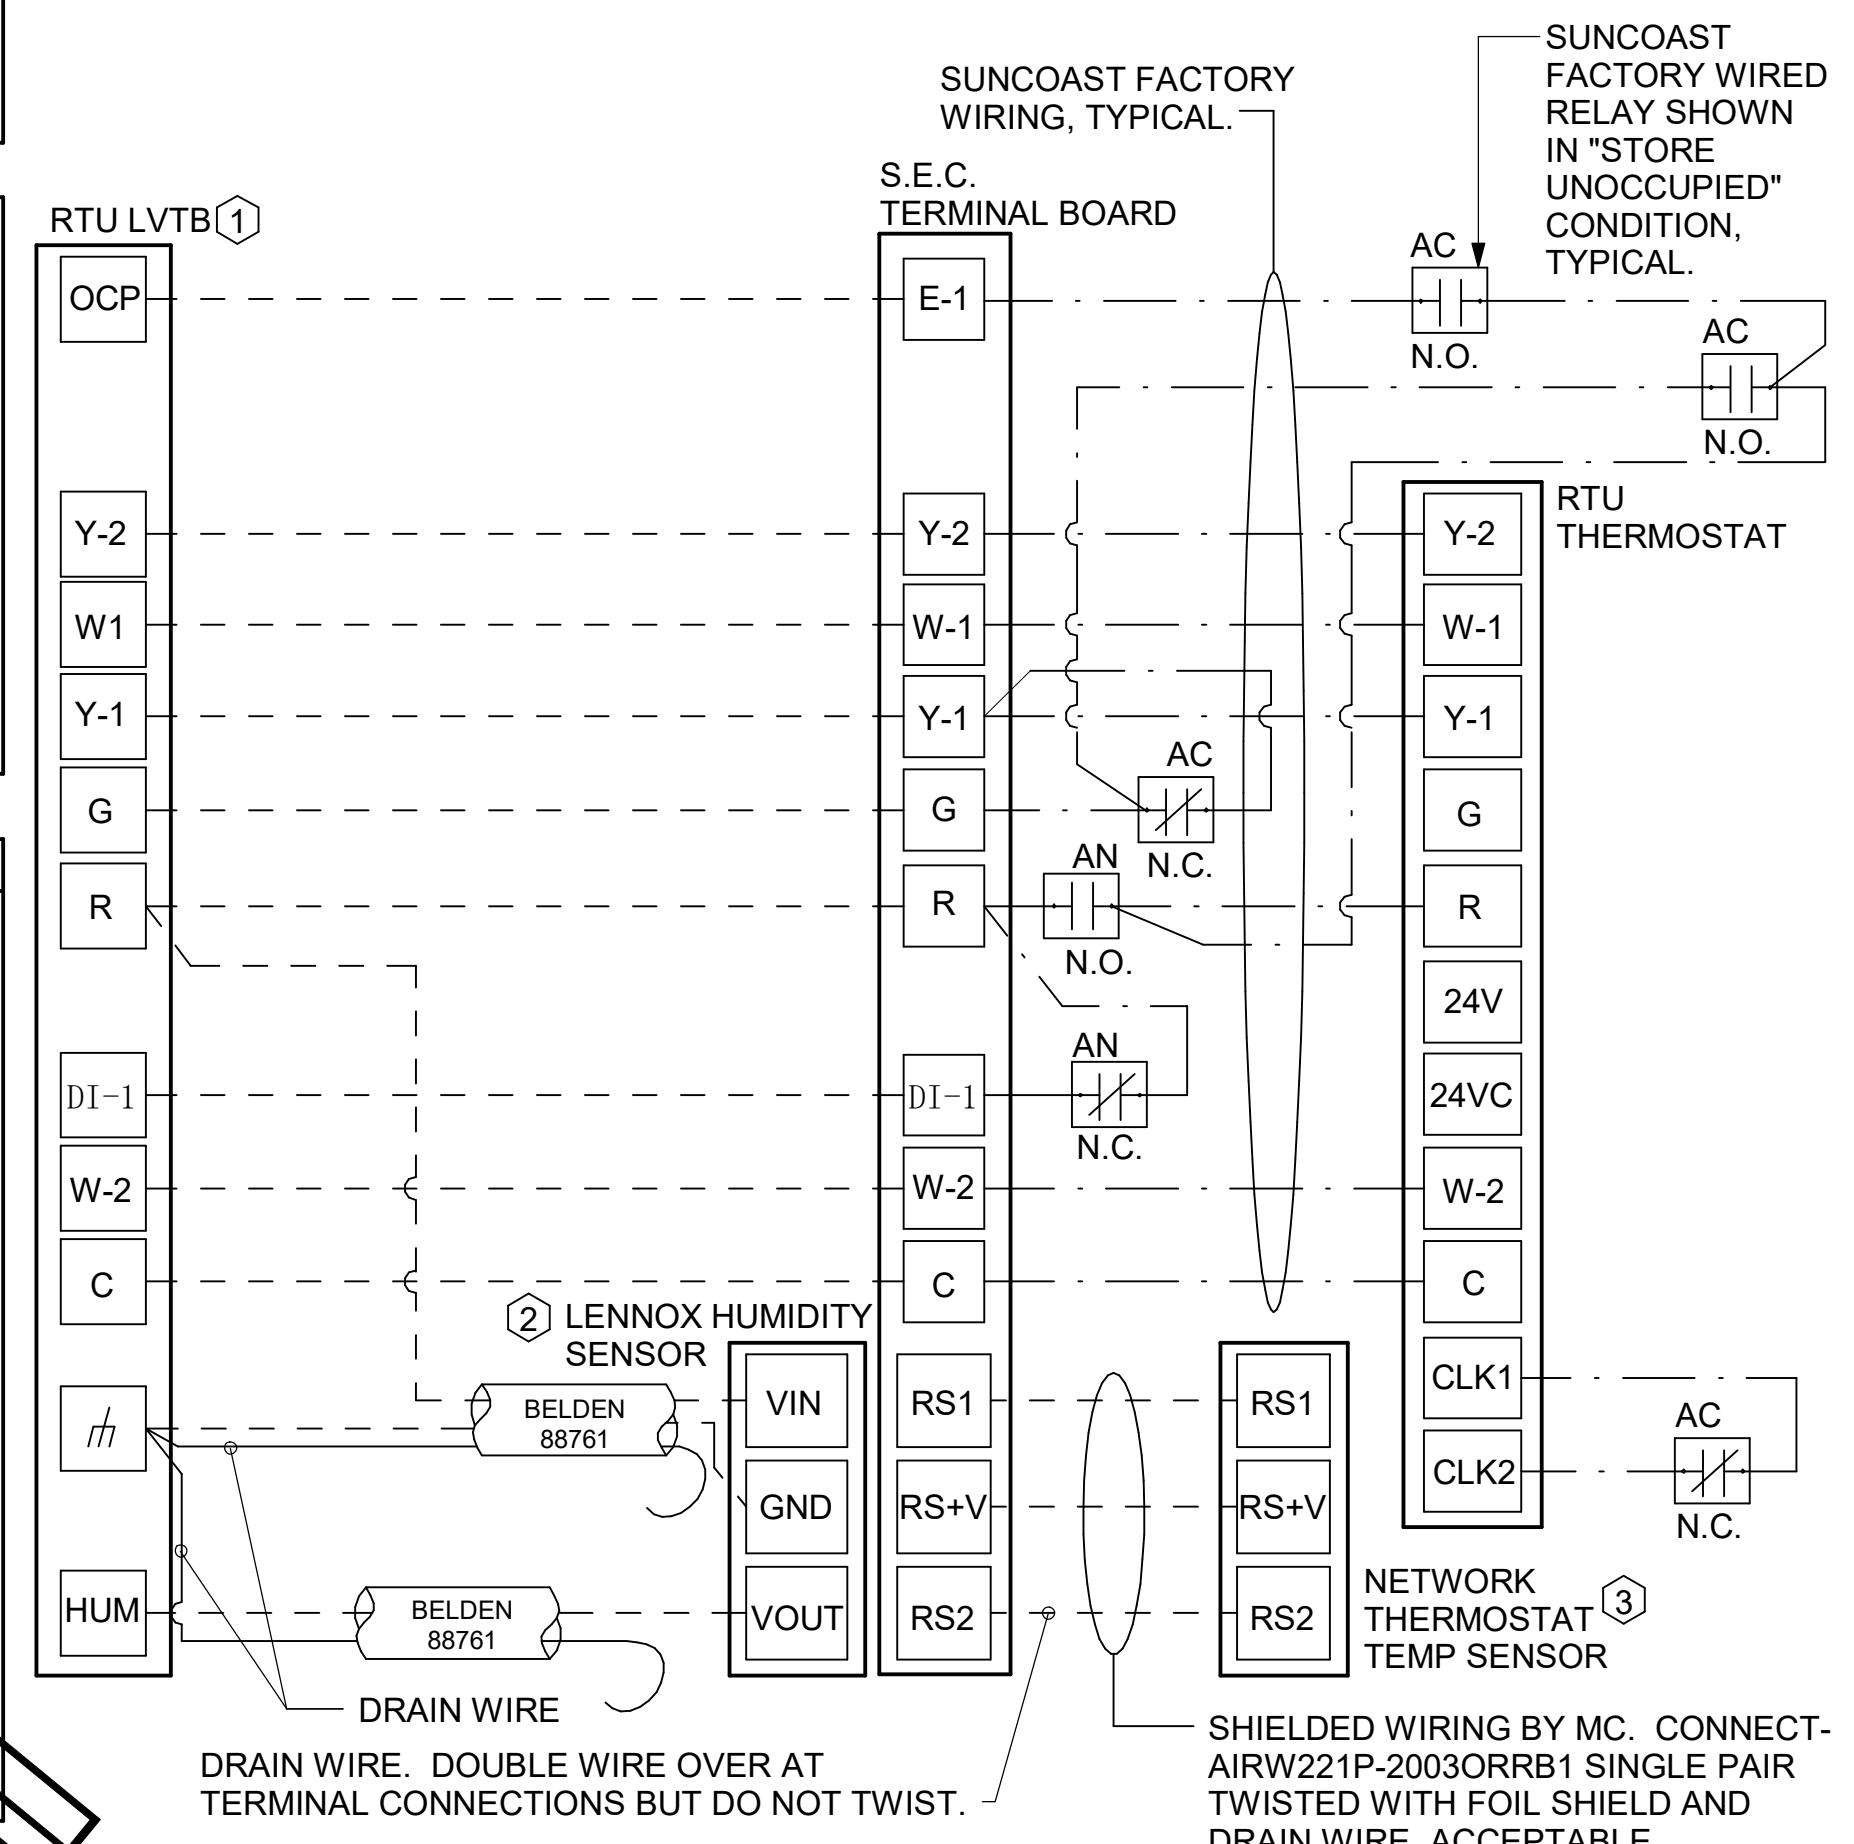 SUNCOAST
FACTORY WIRED
RELAY SHOWN
IN "STORE
UNOCCUPIED"
CONDITION,
TYPICAL.
SUNCOAST FACTORY
WIRING, TYPICAL.
S.E.C.
TERMINAL BOARD
RTU LVTB 1
AC
N.O.
AC
N.O.
RTU
THERMOSTAT
OCP
Y-2
W1
Y-1
G
R
DI-1
W-2
C
HUM
E-1
Y-2
W-1
Y-1
G
R
DI-1
W-2
C
RS1
RS+V
RS2
AC
N.C.
AN
N.O.
AN
N.C.
Y-2
W-1
Y-1
G
R
24V
24VC
W-2
C
CLK1
CLK2
AC
N.C.
2 LENNOX HUMIDITY
SENSOR
VIN
GND
VOUT
BELDEN
88761
BELDEN
88761
RS1
RS+V
RS2
NETWORK
THERMOSTAT 3
TEMP SENSOR
DRAIN WIRE
DRAIN WIRE. DOUBLE WIRE OVER AT
TERMINAL CONNECTIONS BUT DO NOT TWIST.
SHIELDED WIRING BY MC. CONNECT-
AIRW221P-2003ORRB1 SINGLE PAIR
TWISTED WITH FOIL SHIELD AND
DRAIN WIRE. ACCEPTABLE